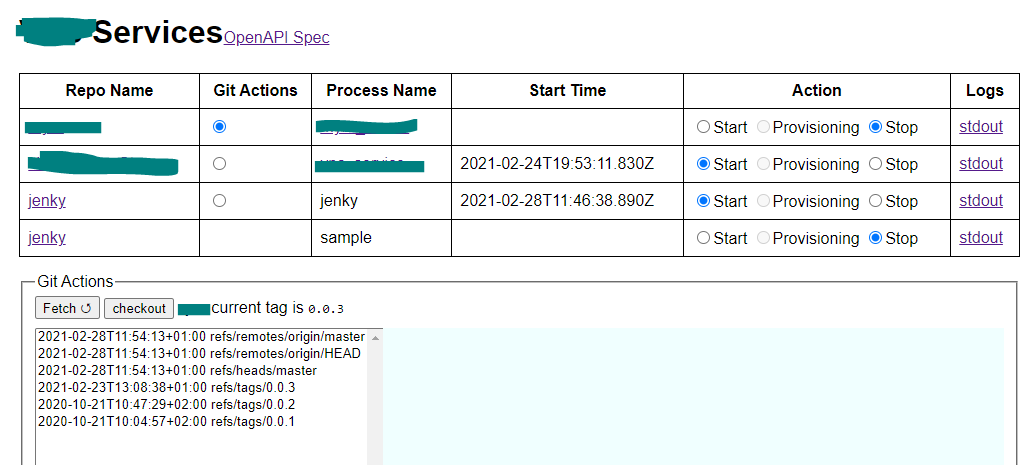 Services OpenAPI Spec
Repo Name Git Actions Process Name Start Time Action Logs
Start Provisioning Stop stdout
2021-02-24T19:53:11.830Z Start Provisioning Stop stdout
jenky jenky 2021-02-28T11:46:38.890Z Start Provisioning Stop stdout
jenky sample Start Provisioning Stop stdout
Git Actions
Fetch ↺ checkout current tag is 0.0.3
2021-02-28T11:54:13+01:00 refs/remotes/origin/master
2021-02-28T11:54:13+01:00 refs/remotes/origin/HEAD
2021-02-28T11:54:13+01:00 refs/heads/master
2021-02-23T13:08:38+01:00 refs/tags/0.0.3
2020-10-21T10:47:29+02:00 refs/tags/0.0.2
2020-10-21T10:04:57+02:00 refs/tags/0.0.1